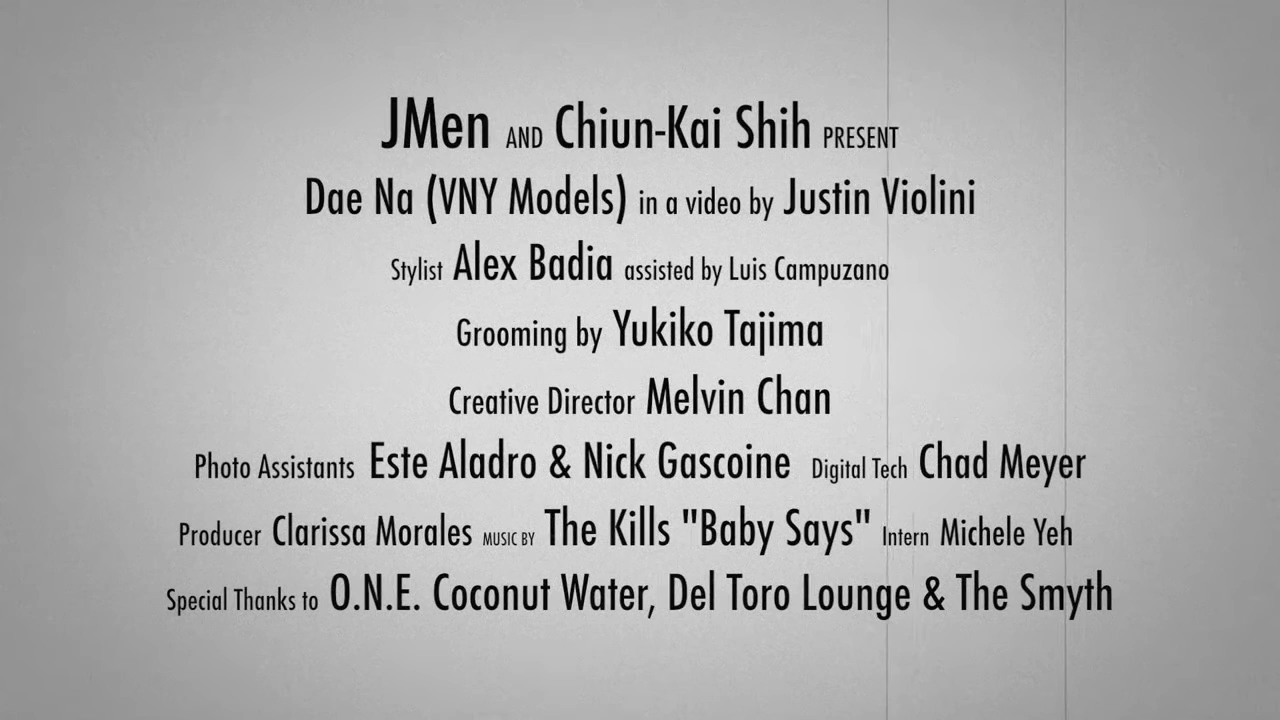 JMen AND Chiun-Kai Shih PRESENT
Dae Na (VNY Models) in a video by Justin Violini
Stylist Alex Badia assisted by Luis Campuzano
Grooming by Yukiko Tajima
Creative Director Melvin Chan
Photo Assistants Este Aladro & Nick Gascoine Digital Tech Chad Meyer
Producer Clarissa Morales MUSIC BY The Kills "Baby Says" Intern Michele Yeh
Special Thanks to O.N.E. Coconut Water, Del Toro Lounge & The Smyth